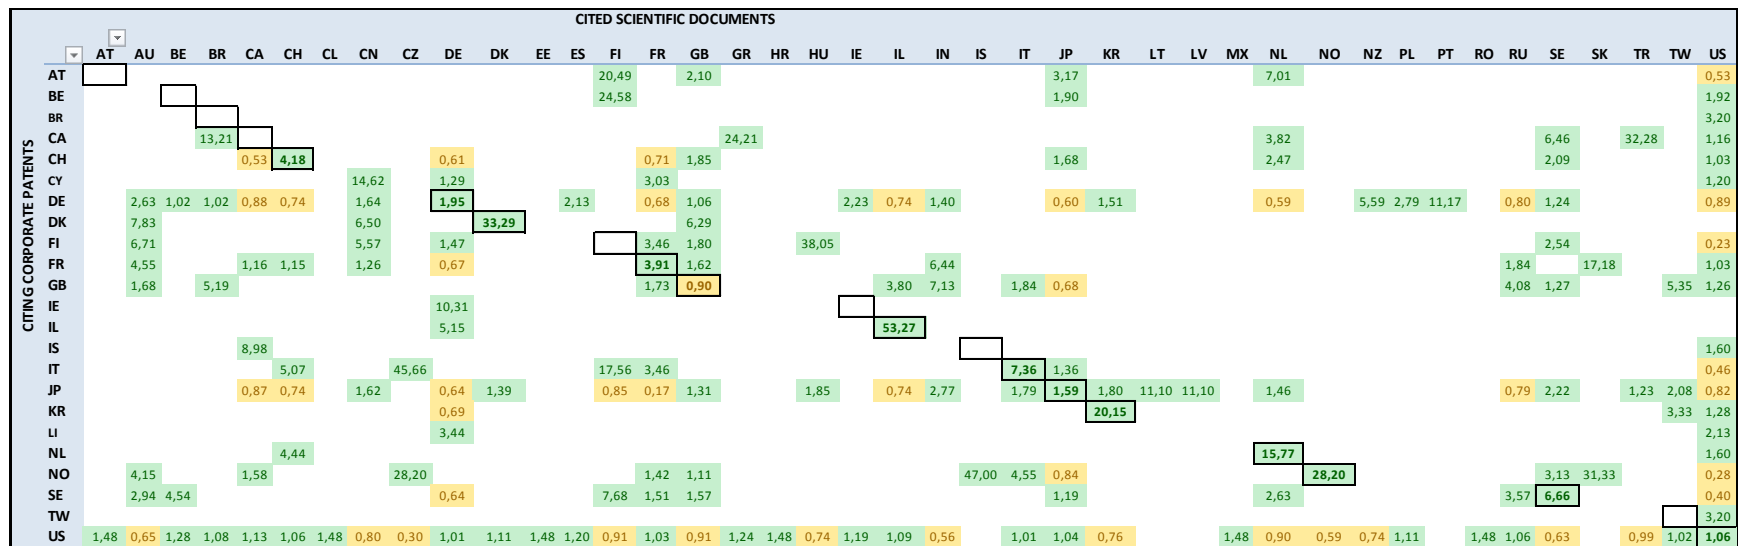 CITED SCIENTIFIC DOCUMENTS
AT AU BE BR CA CH CL CN CZ DE DK EE ES FI FR GB GR HR HU IE IL IN IS IT JP KR LT LV MX NL NO NZ PL PT RO RU SE SK TR TW US
CITING CORPORATE PATENTS
AT 20,49 2,10 3,17 7,01 0,53
BE 24,58 1,90 1,92
BR 3,20
CA 13,21 24,21 3,82 6,46 32,28 1,16
CH 0,53 4,18 0,61 0,71 1,85 1,68 2,47 2,09 1,03
CY 14,62 1,29 3,03 1,20
DE 2,63 1,02 1,02 0,88 0,74 1,64 1,95 2,13 0,68 1,06 2,23 0,74 1,40 0,60 1,51 0,59 5,59 2,79 11,17 0,80 1,24 0,89
DK 7,83 6,50 33,29 6,29
FI 6,71 5,57 1,47 3,46 1,80 38,05 2,54 0,23
FR 4,55 1,16 1,15 1,26 0,67 3,91 1,62 6,44 1,84 17,18 1,03
GB 1,68 5,19 1,73 0,90 3,80 7,13 1,84 0,68 4,08 1,27 5,35 1,26
IE 10,31
IL 5,15 53,27
IS 8,98 1,60
IT 5,07 45,66 17,56 3,46 7,36 1,36 0,46
JP 0,87 0,74 1,62 0,64 1,39 0,85 0,17 1,31 1,85 0,74 2,77 1,79 1,59 1,80 11,10 11,10 1,46 0,79 2,22 1,23 2,08 0,82
KR 0,69 20,15 3,33 1,28
LI 3,44 2,13
NL 4,44 15,77 1,60
NO 4,15 1,58 28,20 1,42 1,11 47,00 4,55 0,84 28,20 3,13 31,33 0,28
SE 2,94 4,54 0,64 7,68 1,51 1,57 1,19 2,63 3,57 6,66 0,40
TW 3,20
US 1,48 0,65 1,28 1,08 1,13 1,06 1,48 0,80 0,30 1,01 1,11 1,48 1,20 0,91 1,03 0,91 1,24 1,48 0,74 1,19 1,09 0,56 1,01 1,04 0,76 1,48 0,90 0,59 0,74 1,11 1,48 1,06 0,63 0,99 1,02 1,06